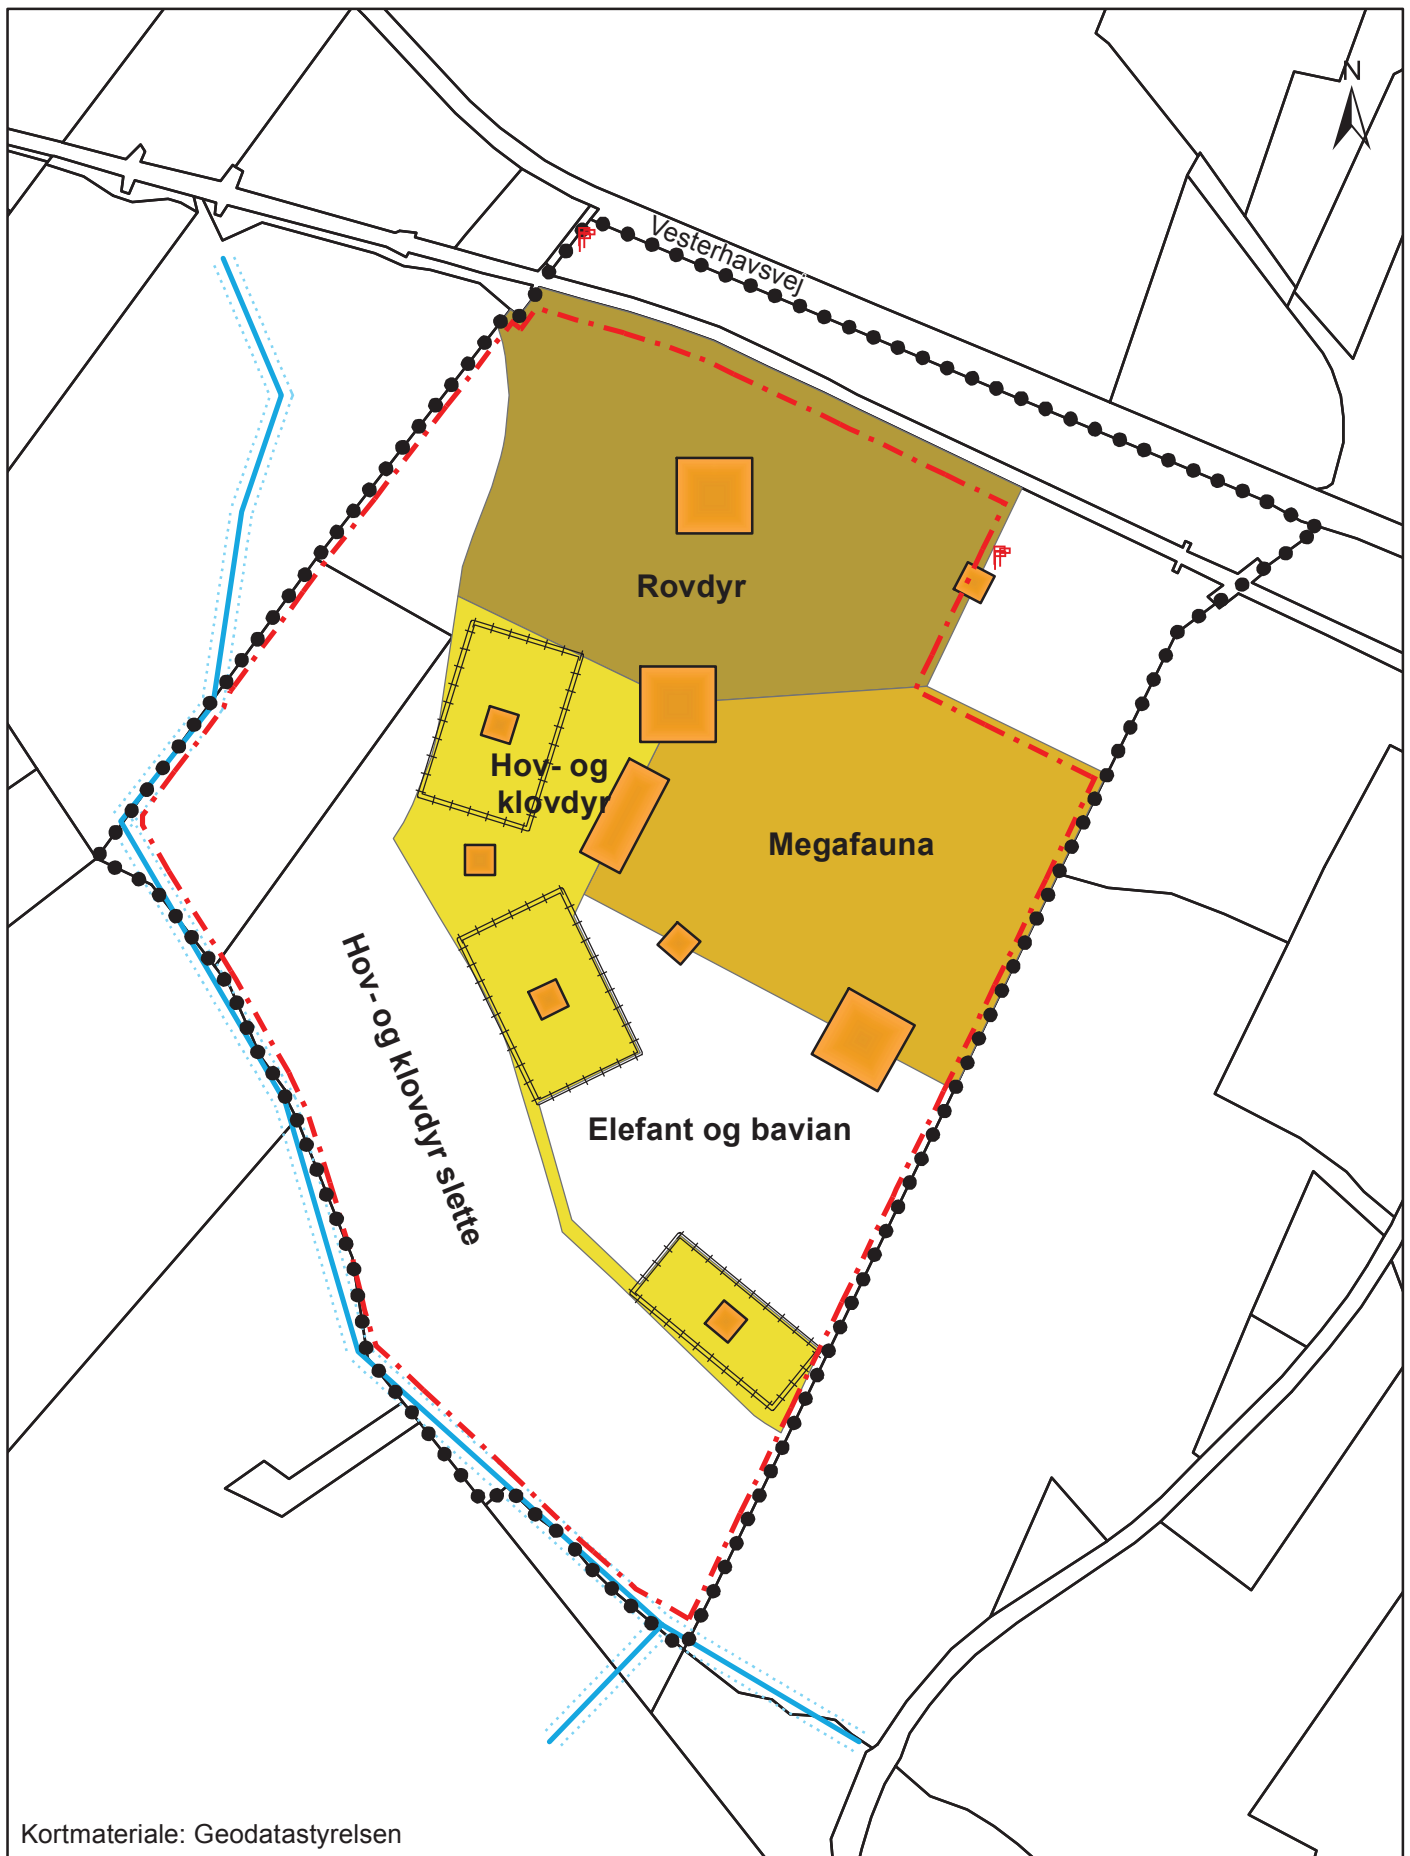 N
Vesterhavsvej
Rovdyr
Hov- og
klovdyr
Megafauna
Hov- og klovdyr slette
Elefant og bavian
Kortmateriale: Geodatastyrelsen